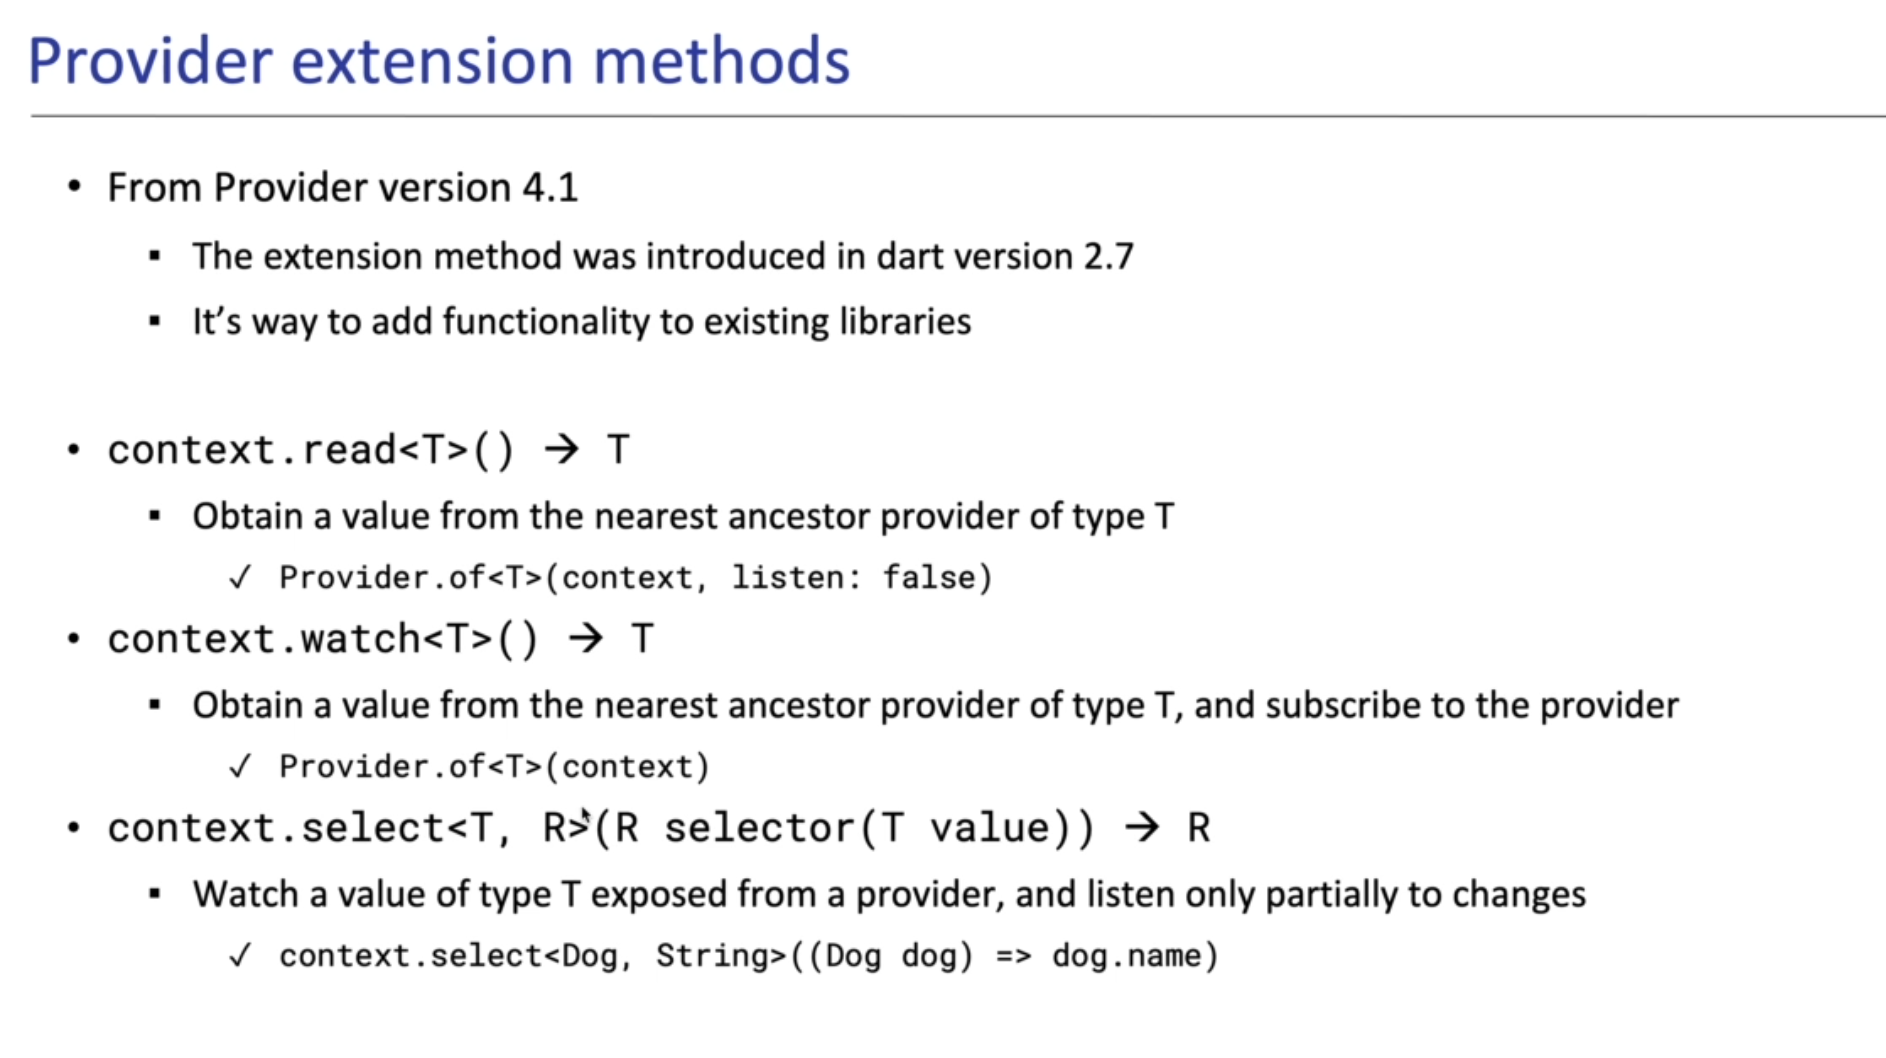 Provider extension methods
• From Provider version 4.1
▪ The extension method was introduced in dart version 2.7
▪ It’s way to add functionality to existing libraries
• context.read<T>() → T
▪ Obtain a value from the nearest ancestor provider of type T
✓ Provider.of<T>(context, listen: false)
• context.watch<T>() → T
▪ Obtain a value from the nearest ancestor provider of type T, and subscribe to the provider
✓ Provider.of<T>(context)
• context.select<T, R>(R selector(T value)) → R
▪ Watch a value of type T exposed from a provider, and listen only partially to changes
✓ context.select<Dog, String>((Dog dog) => dog.name)